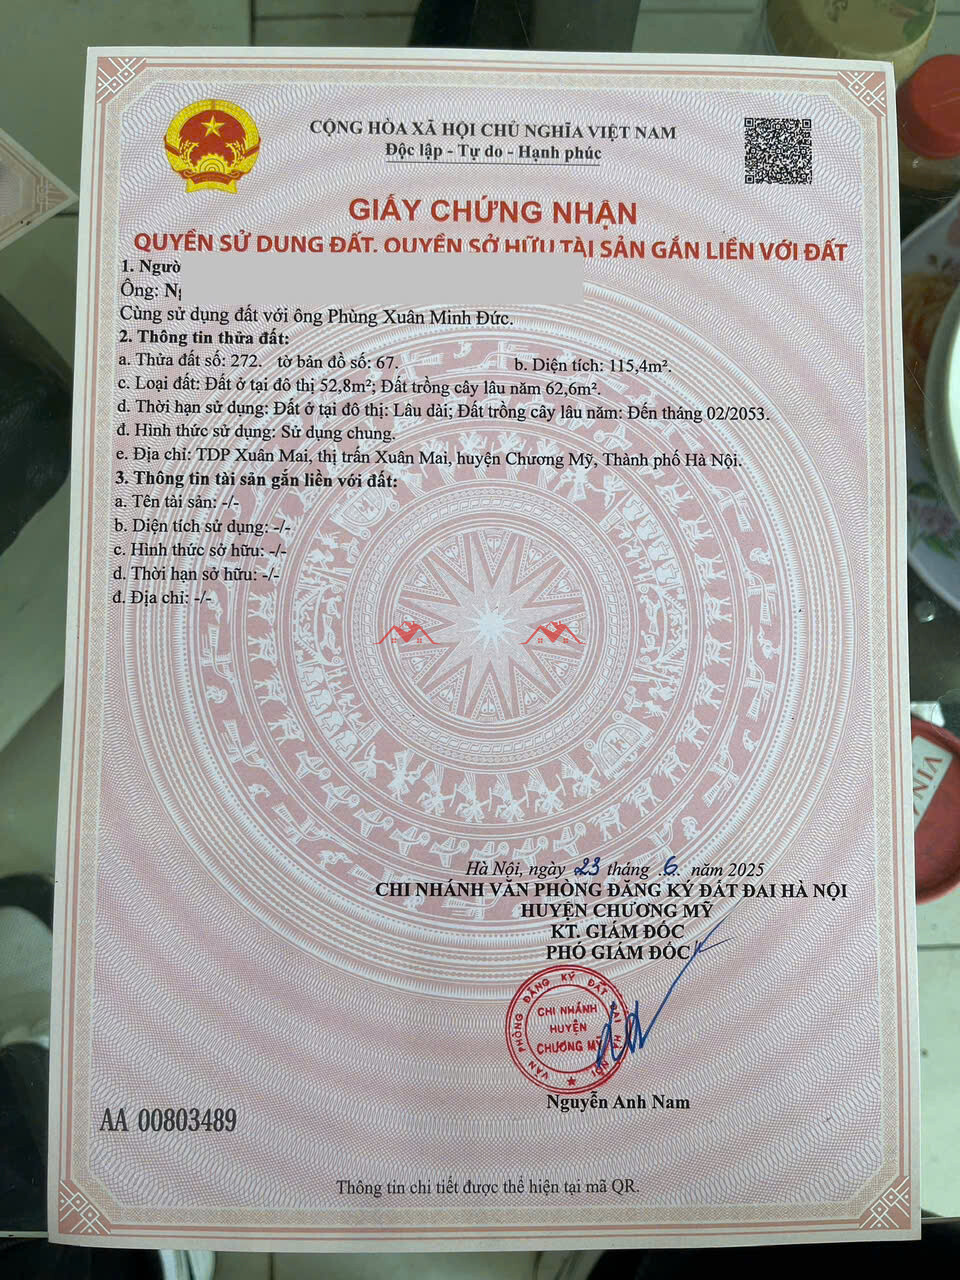 CỘNG HÒA XÃ HỘI CHỦ NGHĨA VIỆT NAM
Độc lập - Tự do - Hạnh phúc
GIẤY CHỨNG NHẬN
QUYỀN SỬ DỤNG ĐẤT, QUYỀN SỞ HỮU TÀI SẢN GẮN LIỀN VỚI ĐẤT
1. Ngườ
Ông:
Cùng sử dụng đất với ông Phùng Xuân Minh Đức.
2. Thông tin thửa đất:
a. Thửa đất số: 272. tờ bản đồ số: 67. b. Diện tích: 115,4m².
c. Loại đất: Đất ở tại đô thị 52,8m²; Đất trồng cây lâu năm 62,6m².
d. Thời hạn sử dụng: Đất ở tại đô thị: Lâu dài; Đất trồng cây lâu năm: Đến tháng 02/2053.
đ. Hình thức sử dụng: Sử dụng chung.
e. Địa chỉ: TDP Xuân Mai, thị trấn Xuân Mai, huyện Chương Mỹ, Thành phố Hà Nội.
3. Thông tin tài sản gắn liền với đất:
a. Tên tài sản: -/-
b. Diện tích sử dụng: -/-
c. Hình thức sở hữu: -/-
d. Thời hạn sở hữu: -/-
đ. Địa chỉ: -/-
Hà Nội, ngày 23 tháng .6. năm 2025
CHI NHÁNH VĂN PHÒNG ĐĂNG KÝ ĐẤT ĐAI HÀ NỘI
HUYỆN CHƯƠNG MỸ
KT. GIÁM ĐỐC
PHÓ GIÁM ĐỐC
VĂN PHÒNG ĐĂNG KÝ ĐẤT ĐAI HÀ NỘI
CHI NHÁNH
HUYỆN
CHƯƠNG MỸ
Nguyễn Anh Nam
AA 00803489
Thông tin chi tiết được thể hiện tại mã QR.